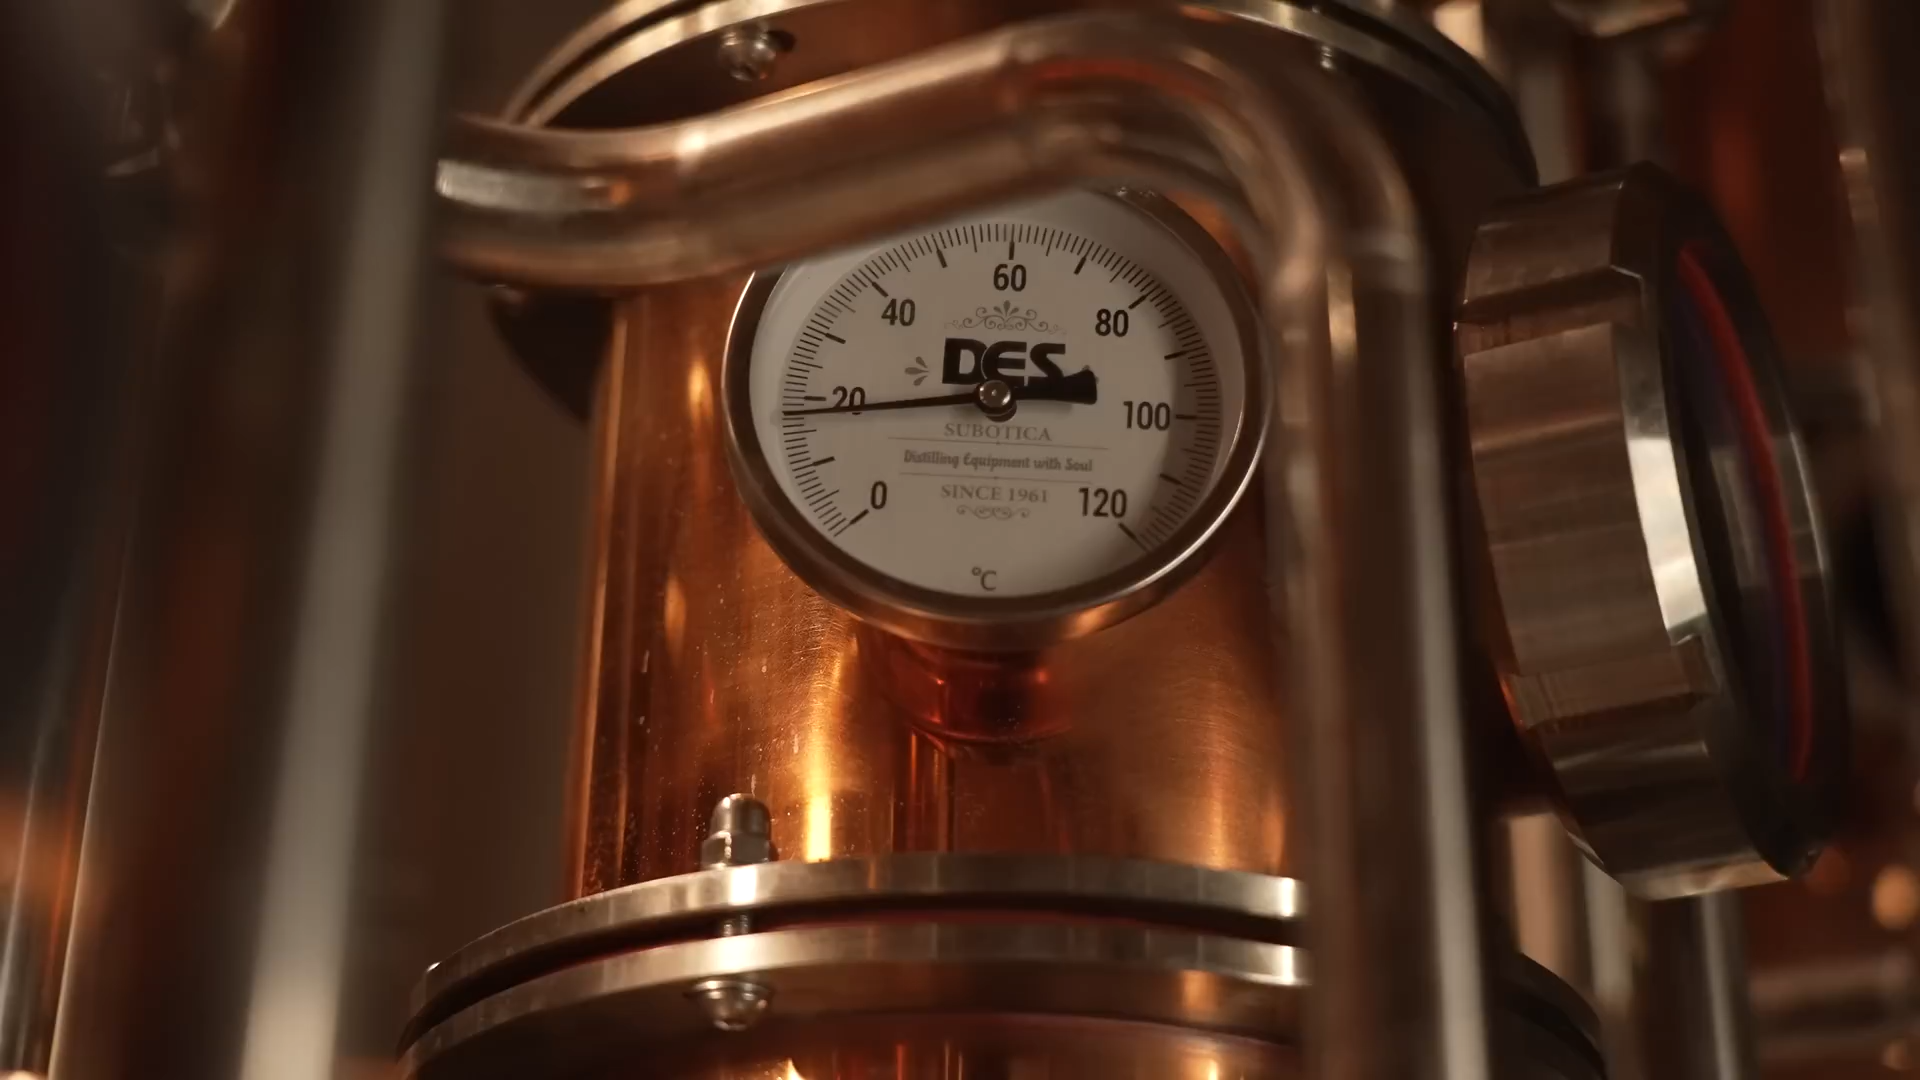 60
40
80
DES
20
100
SUBOTICA
Distilling Equipment with Soul
0
SINCE 1961
120
°C